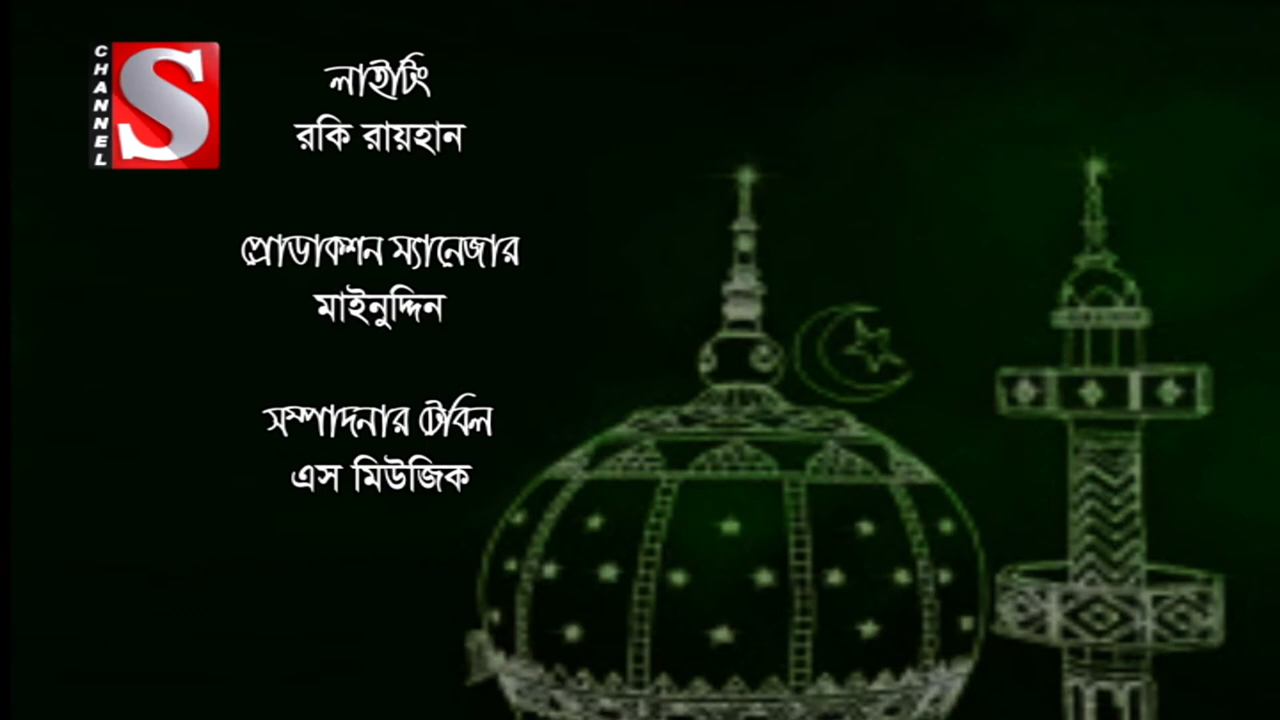 CHANNEL
S
লাইটিং
রকি রায়হান
প্রোডাকশন ম্যানেজার
মাইনুদ্দিন
সম্পাদনার টেবিল
এস মিউজিক